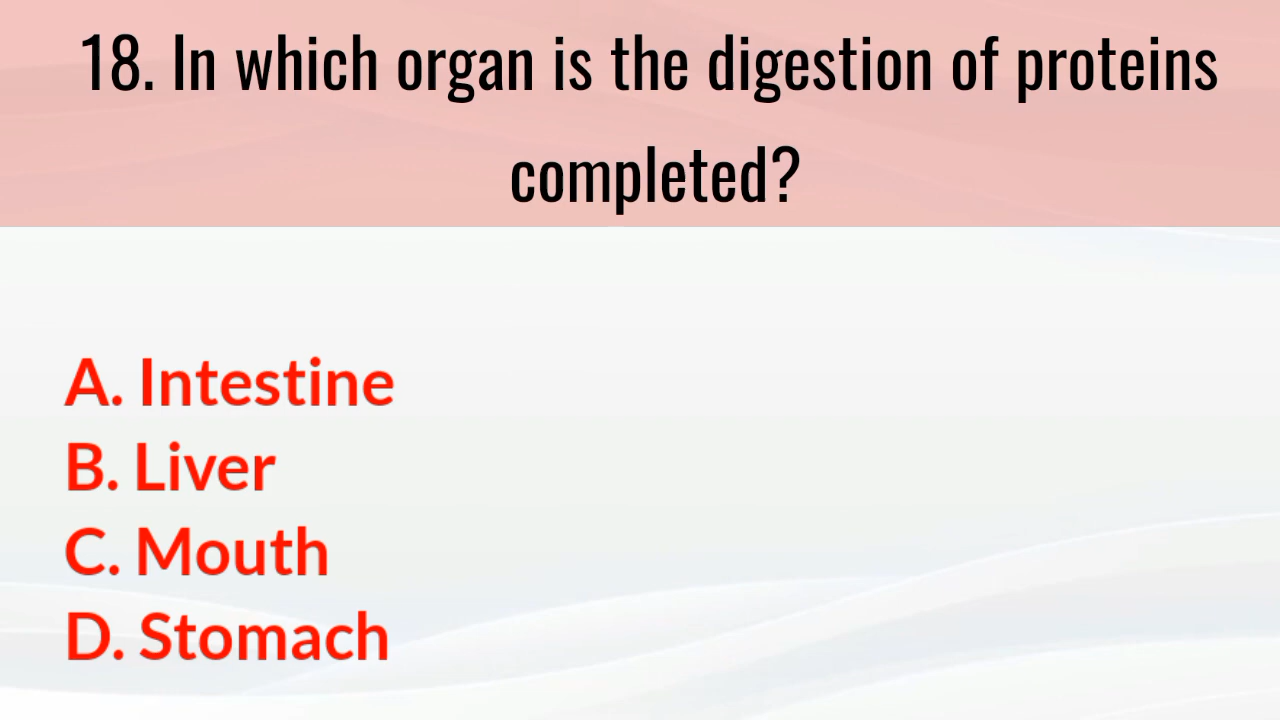 18. In which organ is the digestion of proteins
completed?
A. Intestine
B. Liver
C. Mouth
D. Stomach